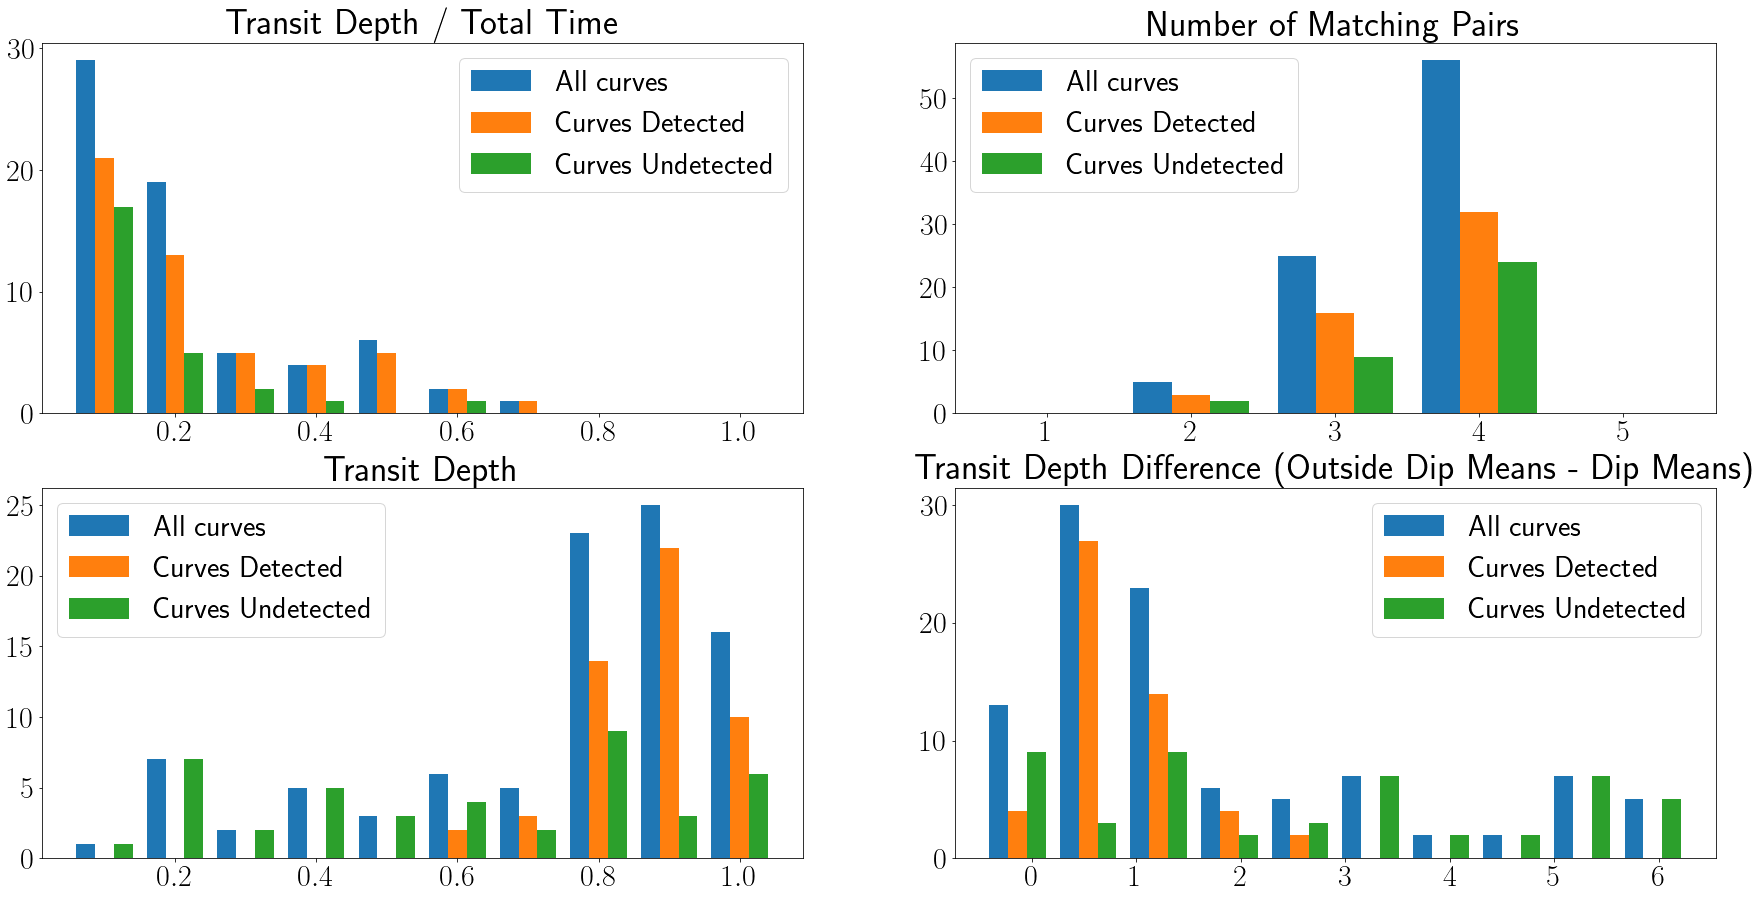 Transit Depth / Total Time
30
20
10
0
All curves
Curves Detected
Curves Undetected
0.2 0.4 0.6 0.8 1.0
Number of Matching Pairs
50
40
30
20
10
0
All curves
Curves Detected
Curves Undetected
1 2 3 4 5
Transit Depth
25
20
15
10
5
0
All curves
Curves Detected
Curves Undetected
0.2 0.4 0.6 0.8 1.0
Transit Depth Difference (Outside Dip Means - Dip Means)
30
20
10
0
All curves
Curves Detected
Curves Undetected
0 1 2 3 4 5 6